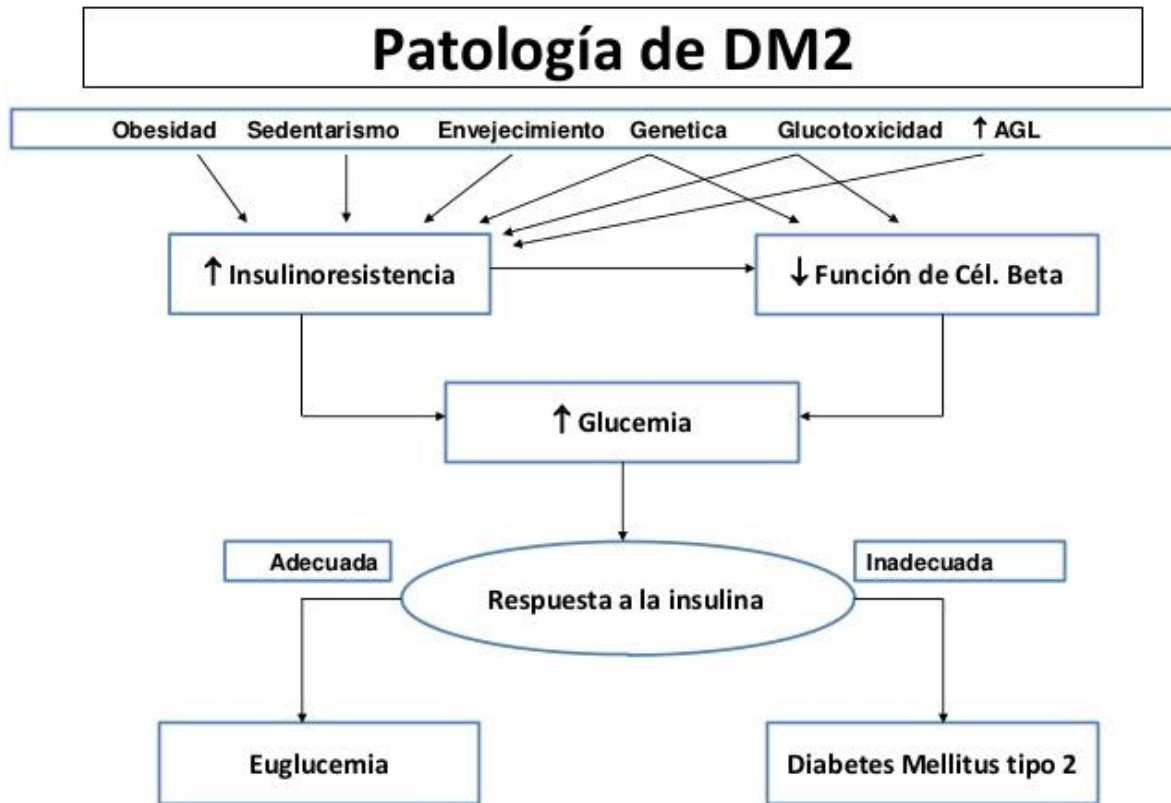 Patología de DM2
Obesidad Sedentarismo Envejecimiento Genetica Glucotoxicidad ↑ AGL
↑ Insulinoresistencia
↓ Función de Cél. Beta
↑ Glucemia
Adecuada
Inadecuada
Respuesta a la insulina
Euglucemia
Diabetes Mellitus tipo 2